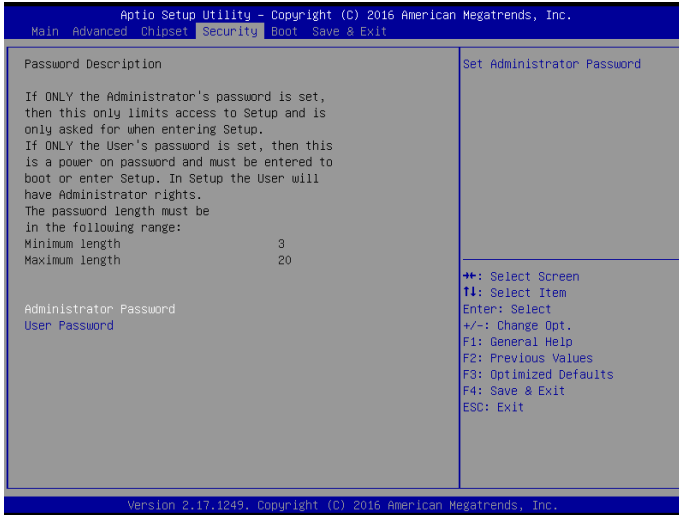 Aptio Setup Utility – Copyright (C) 2016 American Megatrends, Inc.
Main Advanced Chipset Security Boot Save & Exit
Password Description
If ONLY the Administrator's password is set,
then this only limits access to Setup and is
only asked for when entering Setup.
If ONLY the User's password is set, then this
is a power on password and must be entered to
boot or enter Setup. In Setup the User will
have Administrator rights.
The password length must be
in the following range:
Minimum length 3
Maximum length 20
Administrator Password
User Password
Set Administrator Password
→←: Select Screen
↑↓: Select Item
Enter: Select
+/-: Change Opt.
F1: General Help
F2: Previous Values
F3: Optimized Defaults
F4: Save & Exit
ESC: Exit
Version 2.17.1249. Copyright (C) 2016 American Megatrends, Inc.